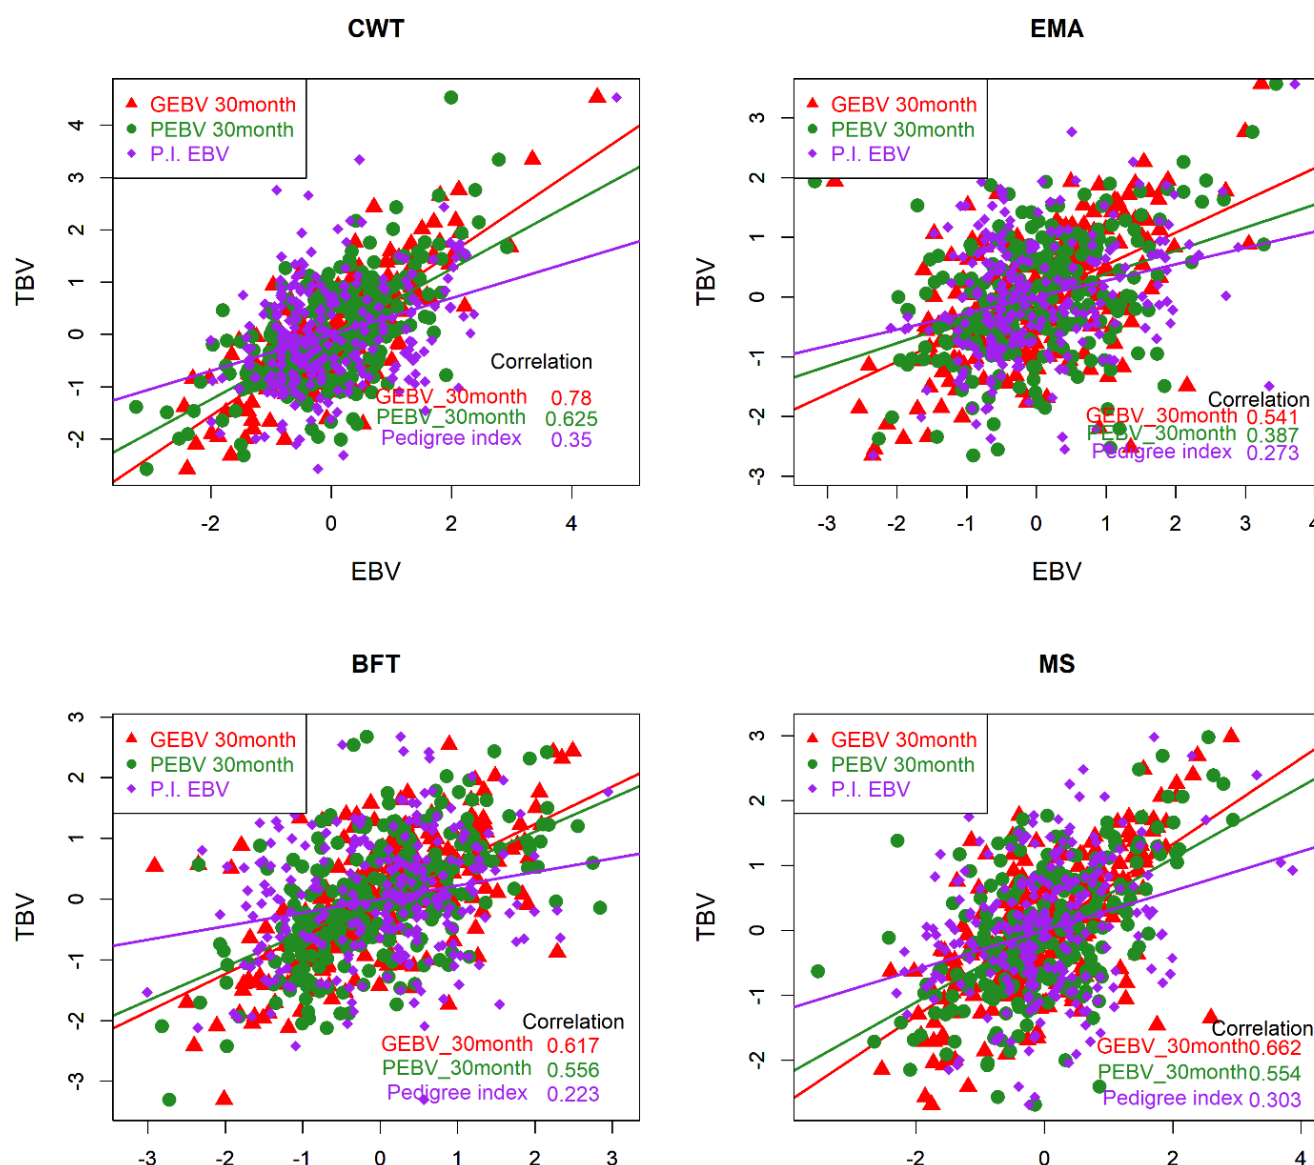 CWT
GEBV 30month
PEBV 30month
P.I. EBV
TBV
4
3
2
1
0
-1
-2
Correlation
GEBV_30month 0.78
PEBV_30month 0.625
Pedigree index 0.35
-2 0 2 4
EBV
EMA
GEBV 30month
PEBV 30month
P.I. EBV
TBV
3
2
1
0
-1
-2
-3
Correlation
GEBV_30month 0.541
PEBV_30month 0.387
Pedigree index 0.273
-3 -2 -1 0 1 2 3 4
EBV
BFT
GEBV 30month
PEBV 30month
P.I. EBV
TBV
3
2
1
0
-1
-2
-3
Correlation
GEBV_30month 0.617
PEBV_30month 0.556
Pedigree index 0.223
-3 -2 -1 0 1 2 3
MS
GEBV 30month
PEBV 30month
P.I. EBV
TBV
3
2
1
0
-1
-2
Correlation
GEBV_30month 0.662
PEBV_30month 0.554
Pedigree index 0.303
-2 0 2 4